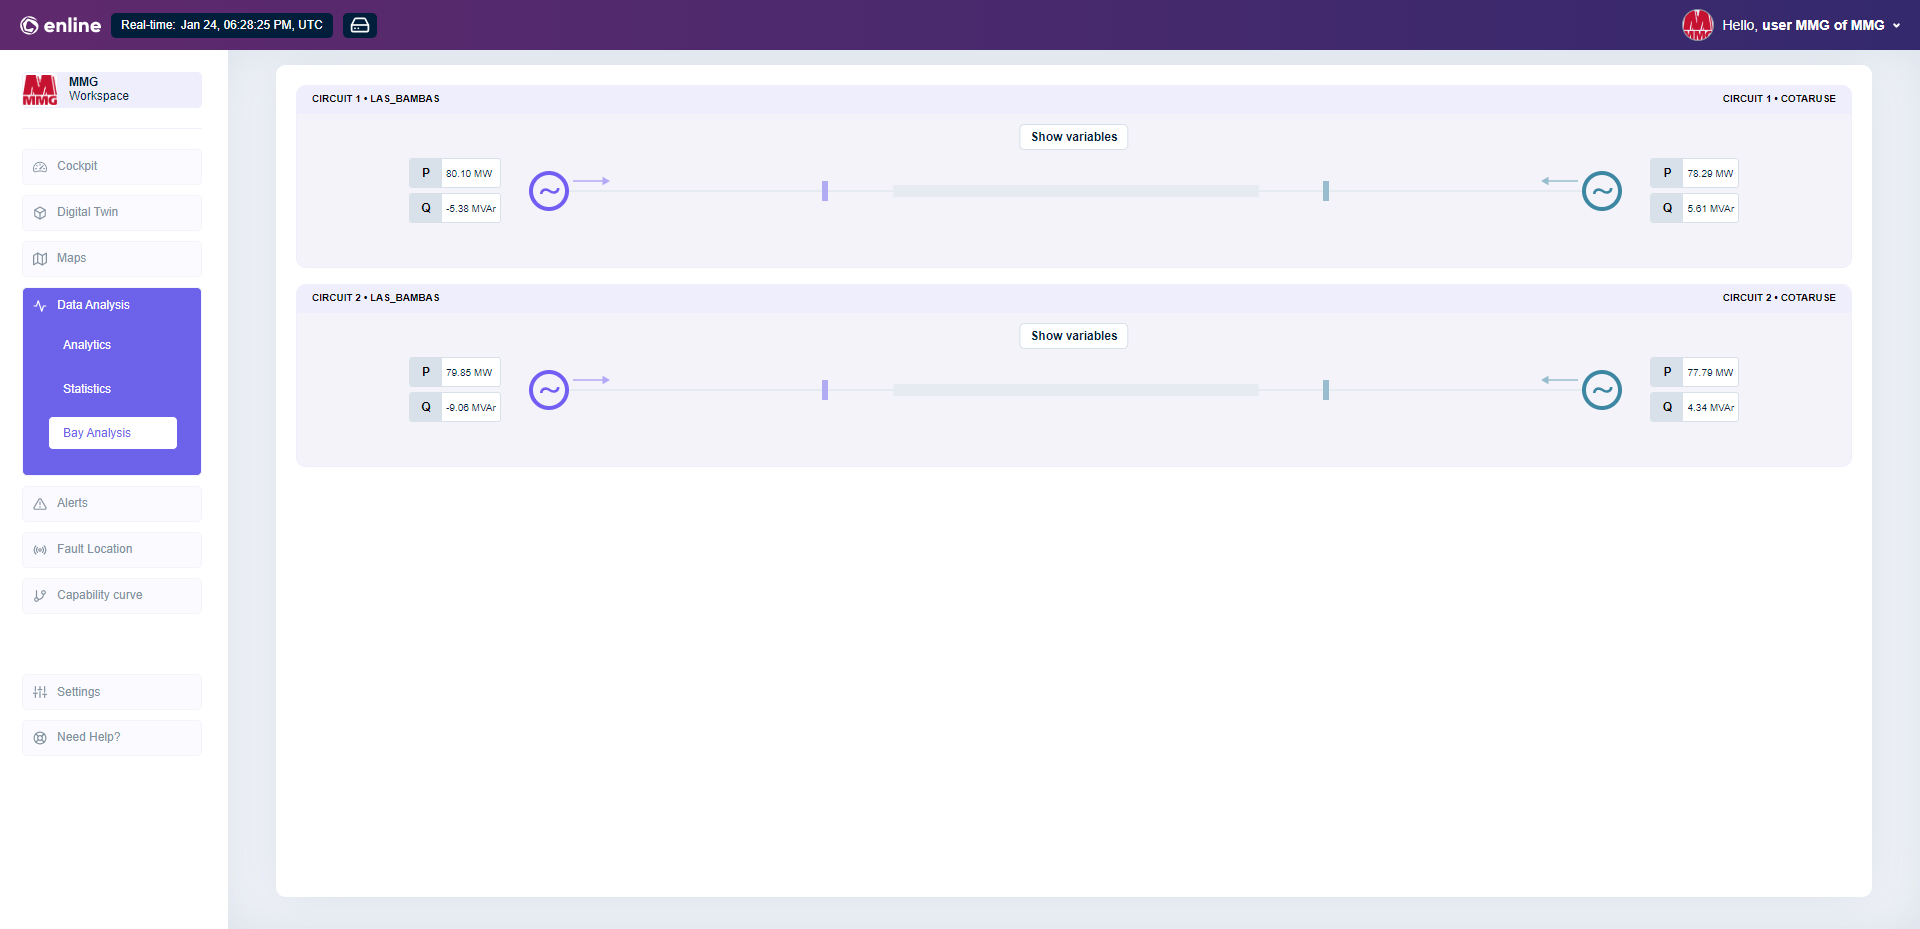 enline
Real-time: Jan 24, 06:28:25 PM, UTC
Hello, user MMG of MMG
MMG
MMG
Workspace
Cockpit
Digital Twin
Maps
Data Analysis
Analytics
Statistics
Bay Analysis
Alerts
Fault Location
Capability curve
Settings
Need Help?
CIRCUIT 1 • LAS_BAMBAS
CIRCUIT 1 • COTARUSE
Show variables
P 80.10 MW
Q -5.38 MVAr
P 78.29 MW
Q 5.61 MVAr
CIRCUIT 2 • LAS_BAMBAS
CIRCUIT 2 • COTARUSE
Show variables
P 79.85 MW
Q -9.06 MVAr
P 77.79 MW
Q 4.34 MVAr